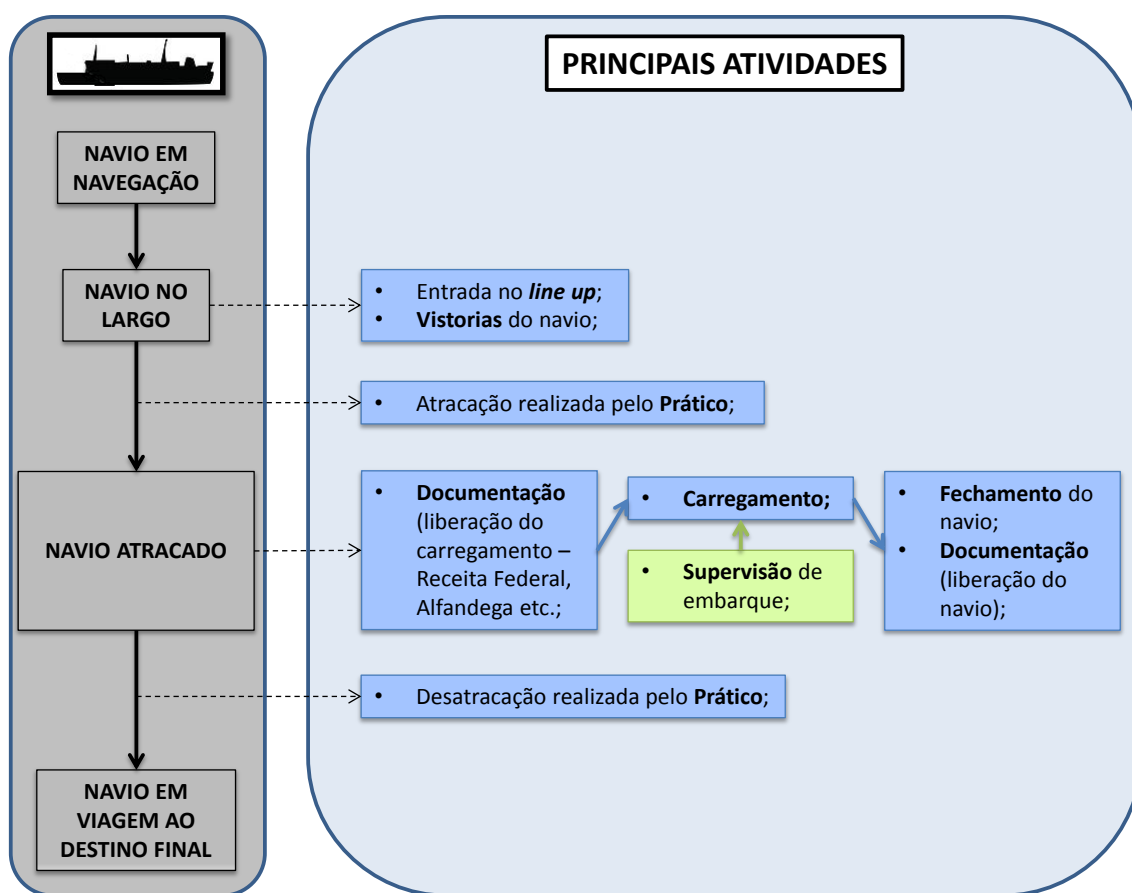 PRINCIPAIS ATIVIDADES
NAVIO EM
NAVEGAÇÃO
NAVIO NO
LARGO
• Entrada no line up;
• Vistorias do navio;
• Atracação realizada pelo Prático;
NAVIO ATRACADO
• Documentação
(liberação do
carregamento –
Receita Federal,
Alfandega etc.;
• Carregamento;
• Supervisão de
embarque;
• Fechamento do
navio;
• Documentação
(liberação do
navio);
• Desatracação realizada pelo Prático;
NAVIO EM
VIAGEM AO
DESTINO FINAL